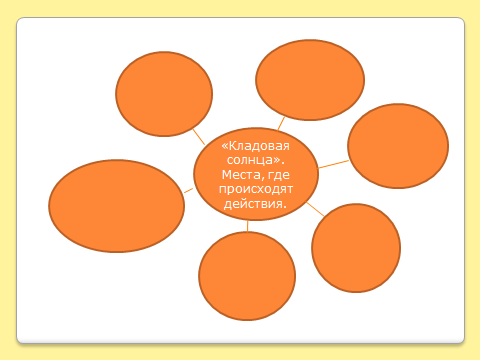 «Кладовая
солнца».
Места, где
происходят
действия.